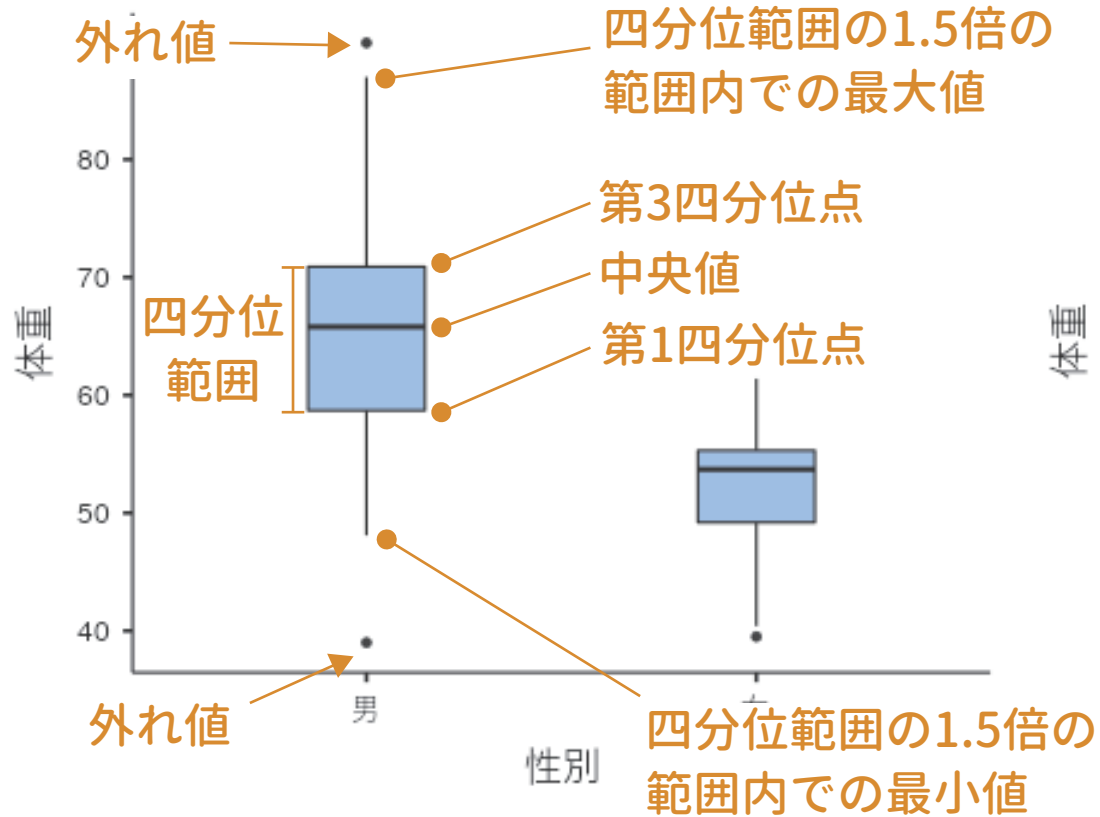 外れ値
四分位範囲の1.5倍の
範囲内での最大値
80
第3四分位点
70
中央値
四分位
範囲
第1四分位点
体重
体重
60
50
40
外れ値
男
四分位範囲の1.5倍の
範囲内での最小値
性別